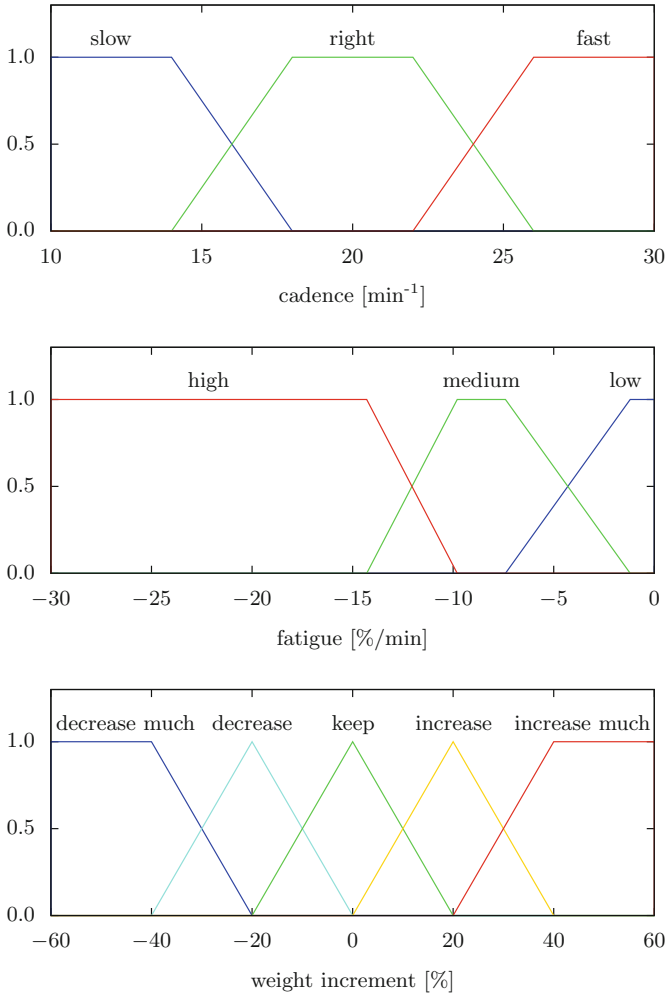 slow right fast
1.0
0.5
0.0
10 15 20 25 30
cadence [min-1]
high medium low
1.0
0.5
0.0
−30 −25 −20 −15 −10 −5 0
fatigue [%/min]
decrease much decrease keep increase increase much
1.0
0.5
0.0
−60 −40 −20 0 20 40 60
weight increment [%]